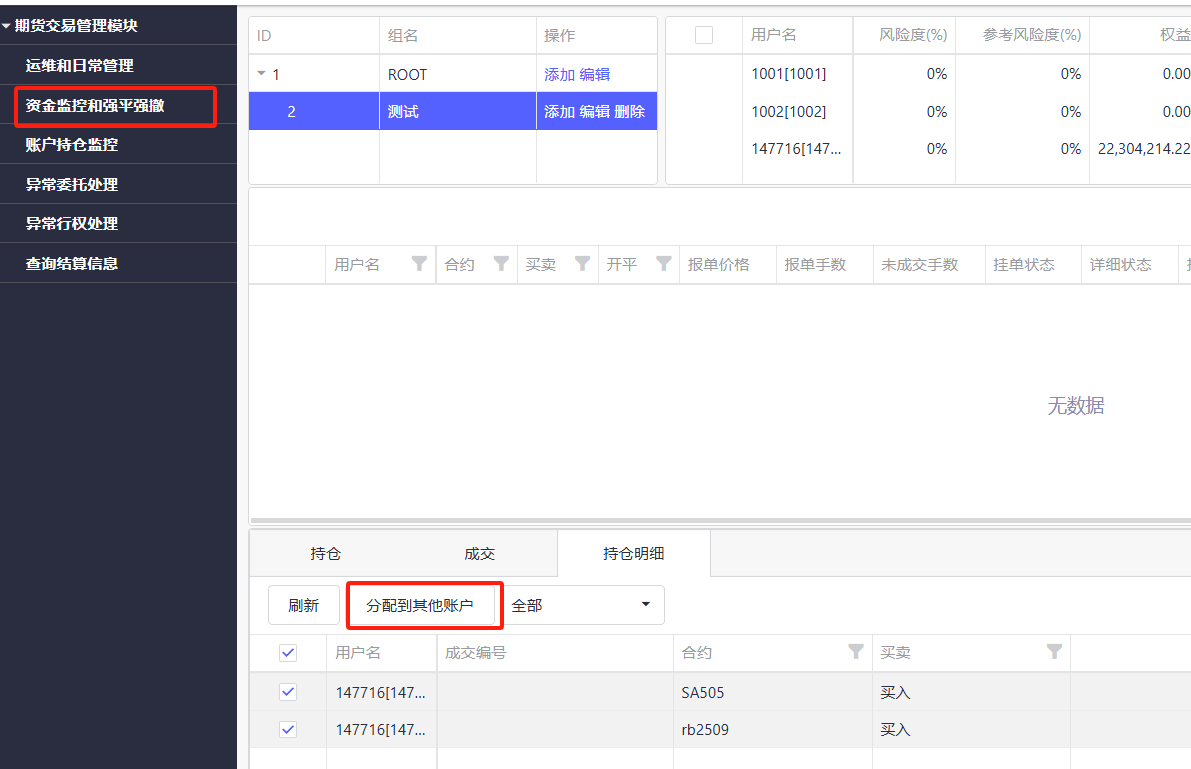 期货交易管理模块
运维和日常管理
资金监控和强平强撤
账户持仓监控
异常委托处理
异常行权处理
查询结算信息
ID 组名 操作
1 ROOT 添加 编辑
2 测试 添加 编辑 删除
用户名 风险度(%) 参考风险度(%) 权益
1001[1001] 0% 0% 0.00
1002[1002] 0% 0% 0.00
147716[147... 0% 0% 22,304,214.22
用户名 合约 买卖 开平 报单价格 报单手数 未成交手数 挂单状态 详细状态
无数据
持仓 成交 持仓明细
刷新 分配到其他账户 全部
用户名 成交编号 合约 买卖
147716[147... SA505 买入
147716[147... rb2509 买入